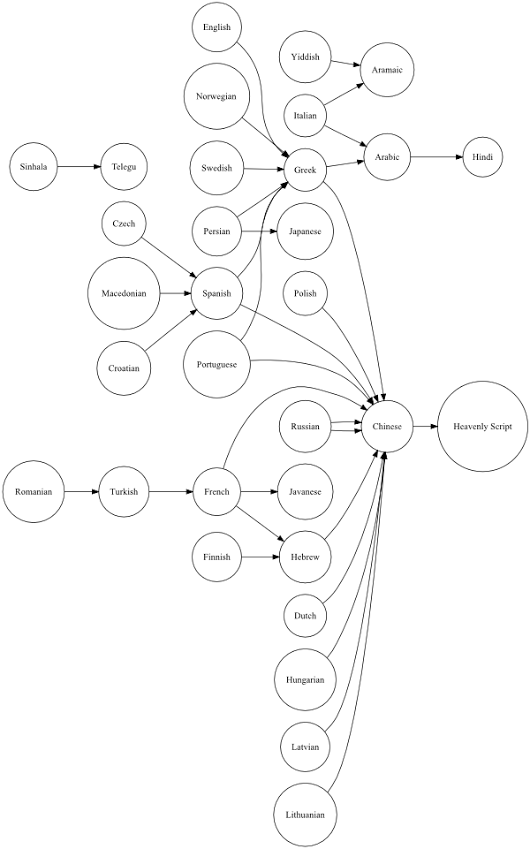 English
Yiddish
Aramaic
Norwegian
Italian
Sinhala
Telegu
Swedish
Greek
Arabic
Hindi
Czech
Persian
Japanese
Macedonian
Spanish
Polish
Croatian
Portuguese
Russian
Chinese
Heavenly Script
Romanian
Turkish
French
Javanese
Finnish
Hebrew
Dutch
Hungarian
Latvian
Lithuanian